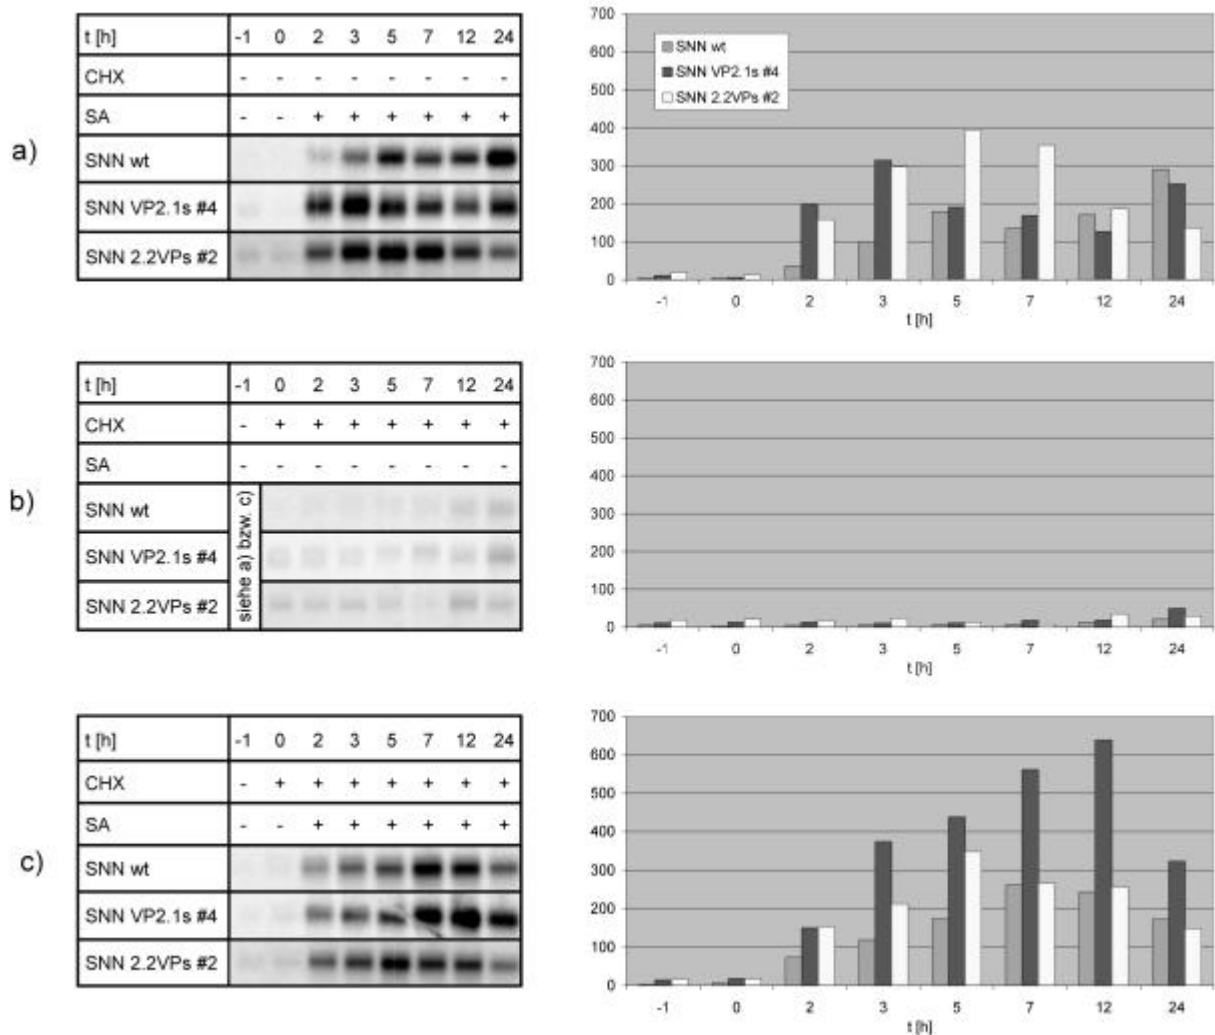 a)
t [h] -1 0 2 3 5 7 12 24
CHX - - - - - - - -
SA - - + + + + + +
SNN wt
SNN VP2.1s #4
SNN 2.2VPs #2
700
600
500
400
300
200
100
0
SNN wt
SNN VP2.1s #4
SNN 2.2VPs #2
-1 0 2 3 5 7 12 24
t [h]
b)
t [h] -1 0 2 3 5 7 12 24
CHX - + + + + + + +
SA - - - - - - - -
SNN wt
SNN VP2.1s #4
SNN 2.2VPs #2
siehe a) bzw. c)
700
600
500
400
300
200
100
0
-1 0 2 3 5 7 12 24
t [h]
c)
t [h] -1 0 2 3 5 7 12 24
CHX - + + + + + + +
SA - - + + + + + +
SNN wt
SNN VP2.1s #4
SNN 2.2VPs #2
700
600
500
400
300
200
100
0
-1 0 2 3 5 7 12 24
t [h]